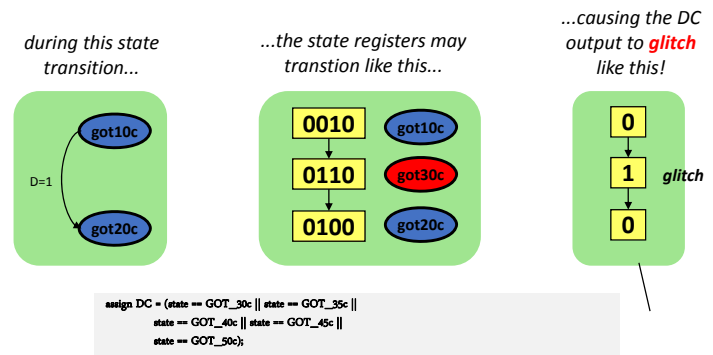 during this state
transition...
...the state registers may
transtion like this...
...causing the DC
output to glitch
like this!
got10c
D=1
got20c
0010
got10c
0110
got30c
0100
got20c
0
1
glitch
0
assign DC = (state == GOT_30c || state == GOT_35c ||
state == GOT_40c || state == GOT_45c ||
state == GOT_50c);